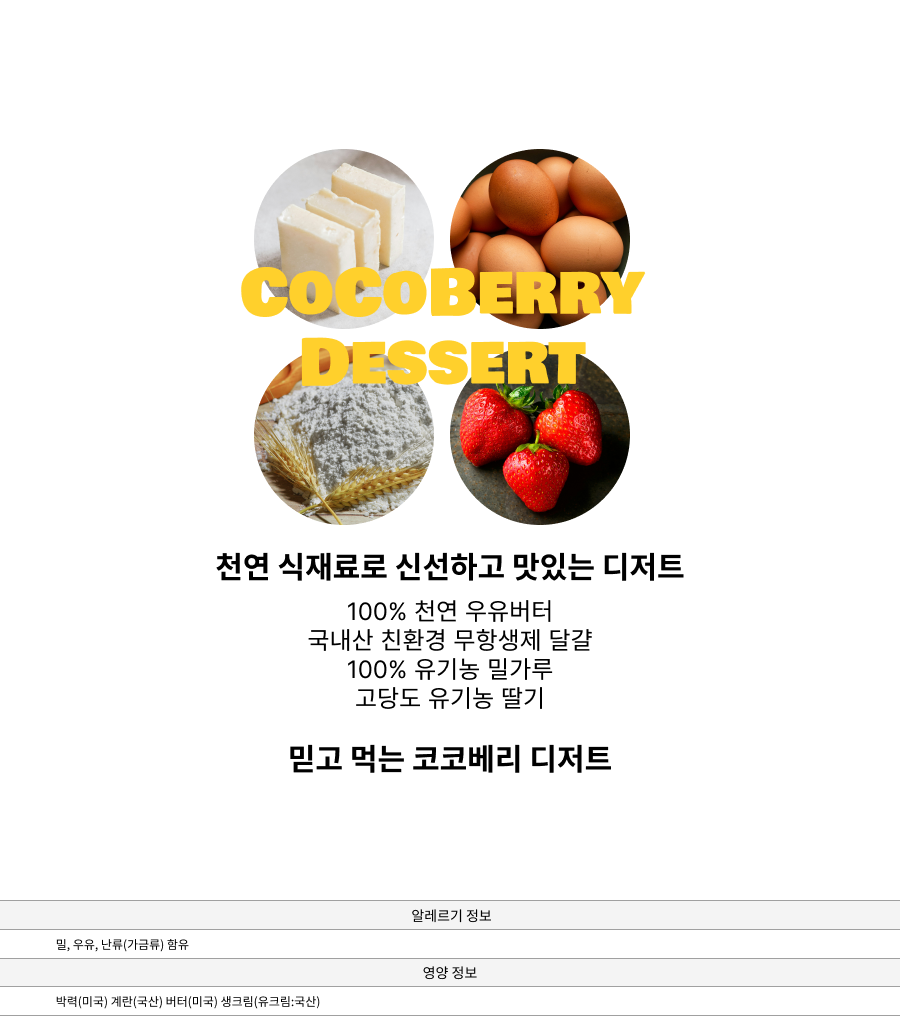 COCOBERRY
DESSERT
천연 식재료로 신선하고 맛있는 디저트
100% 천연 우유버터
국내산 친환경 무항생제 달걀
100% 유기농 밀가루
고당도 유기농 딸기
믿고 먹는 코코베리 디저트
알레르기 정보
밀, 우유, 난류(가금류) 함유
영양 정보
박력(미국) 계란(국산) 버터(미국) 생크림(유크림:국산)